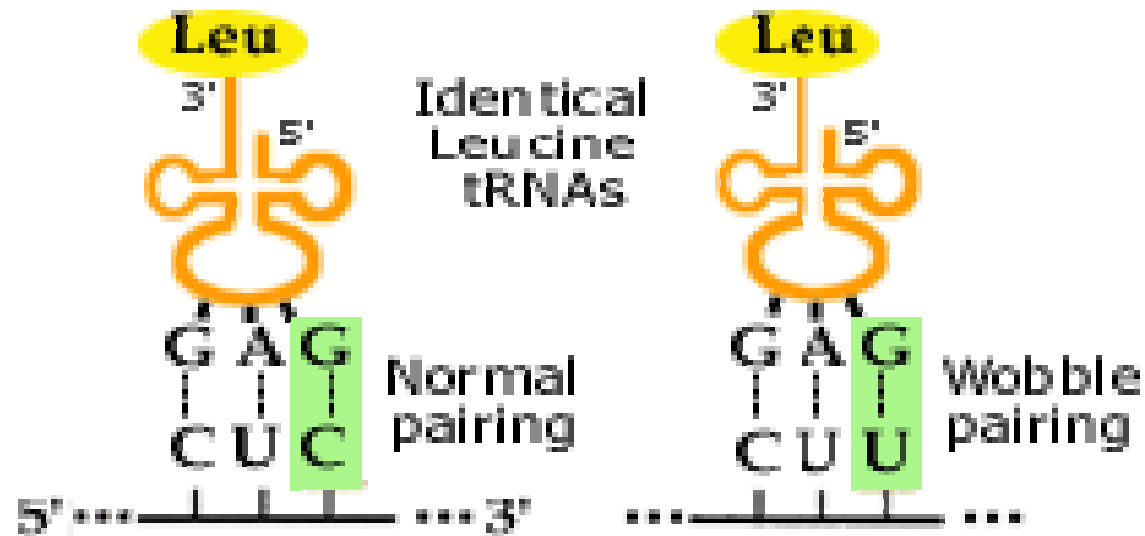 Leu
3'
5'
Identical
Leucine
tRNAs
Leu
3'
5'
G A G
Normal
pairing
C U C
5' ... ... 3'
G A G
Wobble
pairing
C U U
... ...